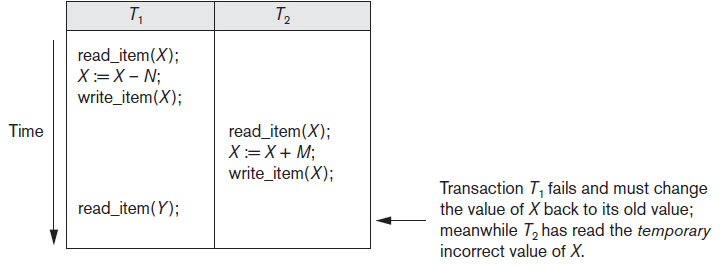 T₁ T₂
read_item(X);
X := X – N;
write_item(X);
Time
read_item(X);
X := X + M;
write_item(X);
read_item(Y);
Transaction T₁ fails and must change
the value of X back to its old value;
meanwhile T₂ has read the temporary
incorrect value of X.